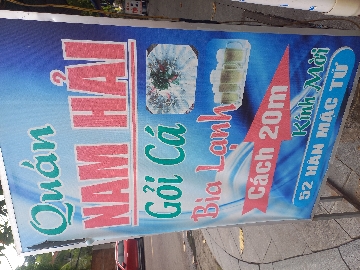 Quán
NAM HẢI
Gỏi Cá
Bia Lạnh
Cách 20m
Kính Mời
52 HÀN MẶC TỬ